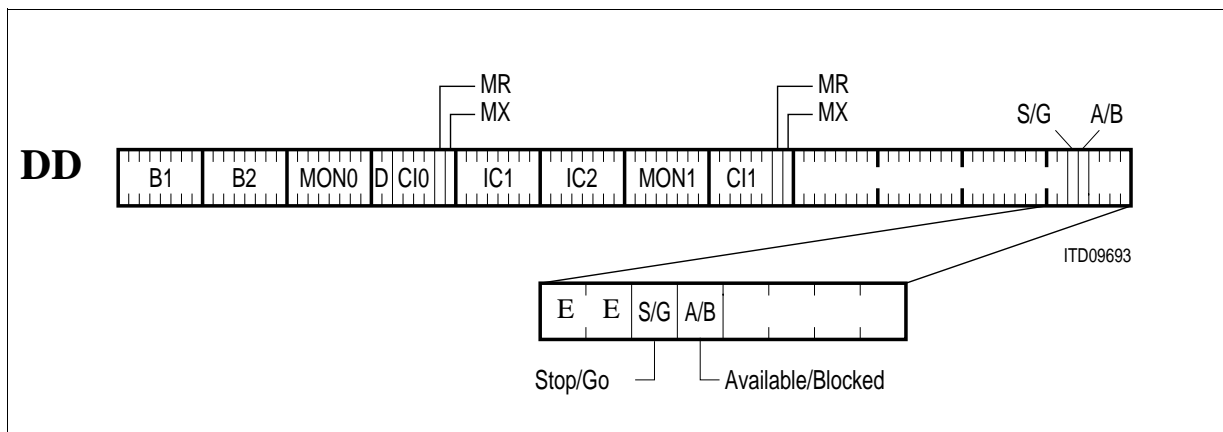 MR MR
MX MX S/G A/B
DD B1 B2 MON0 D CI0 IC1 IC2 MON1 CI1
ITD09693
E E S/G A/B
Stop/Go Available/Blocked